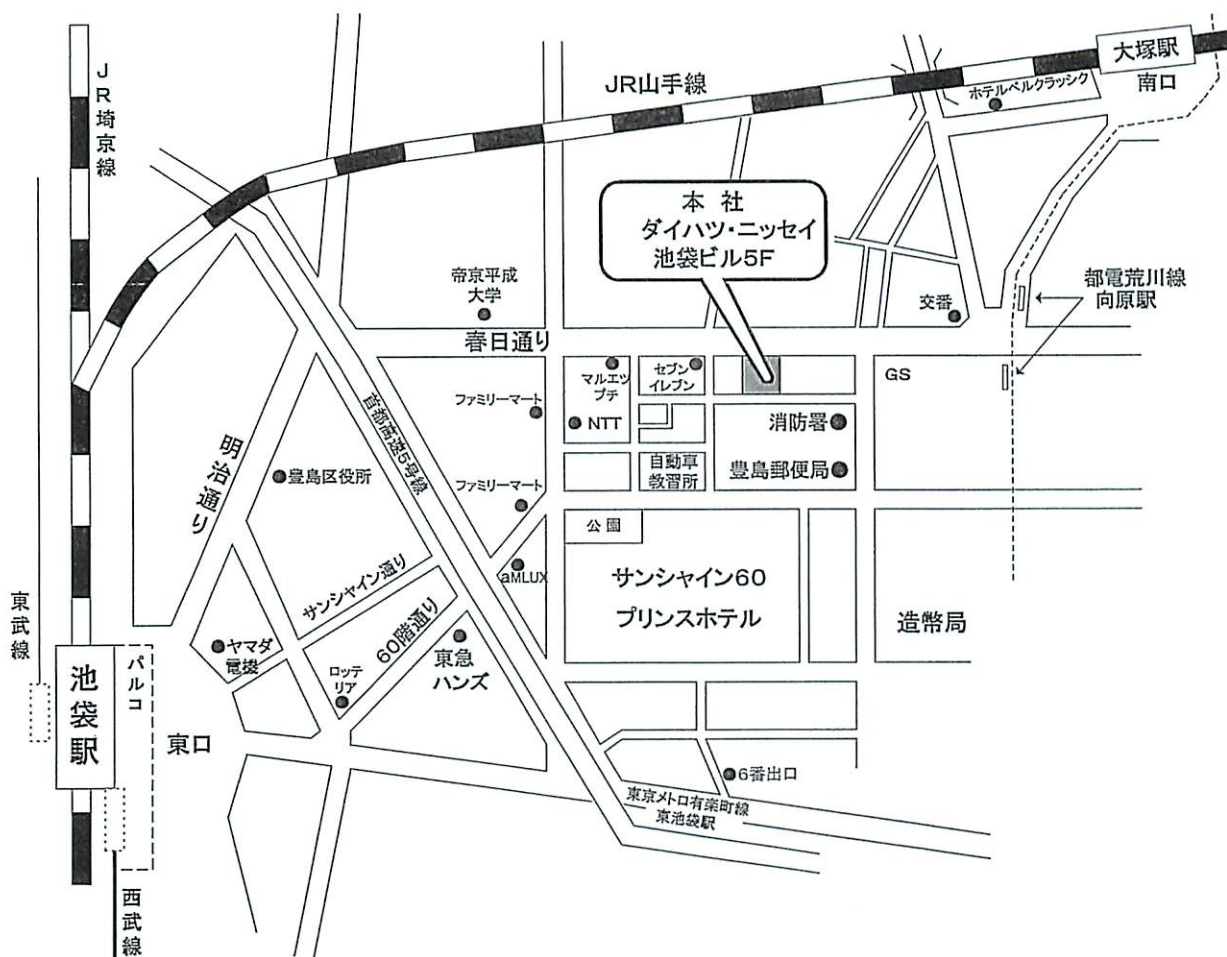 大塚駅
南口
JR埼京線
JR山手線
ホテルベルクラッシク
本 社
ダイハツ・ニッセイ
池袋ビル5F
帝京平成
大学
春日通り
交番
都電荒川線
向原駅
マルエツ
プチ
セブン
イレブン
GS
ファミリーマート
NTT
消防署
首都高速5号線
明治通り
豊島区役所
自動車
教習所
豊島郵便局
ファミリーマート
公園
aMLUX
サンシャイン60
プリンスホテル
造幣局
サンシャイン通り
60階通り
東武線
ヤマダ
電機
ロッテ
リア
東急
ハンズ
パルコ
池袋駅
東口
6番出口
東京メトロ有楽町線
東池袋駅
西武線